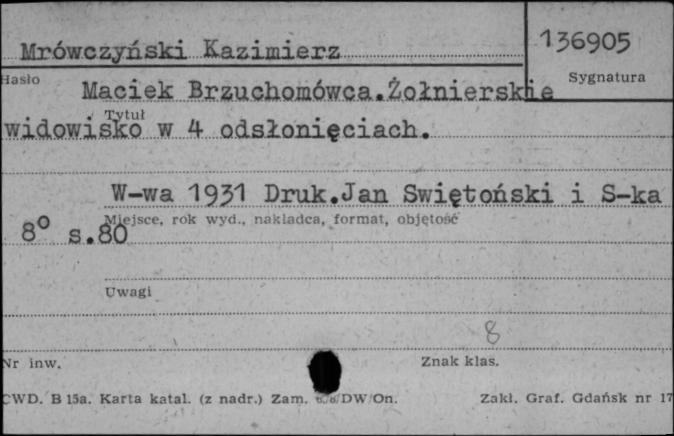 Mrówczyński Kazimierz
136905
Hasło
Sygnatura
Maciek Brzuchomówca.Żołnierskie
Tytuł
widowisko w 4 odsłonięciach.
W-wa 1931 Druk.Jan Swiętoński i S-ka
Miejsce, rok wyd., nakładca, format, objętość
8° s.80
Uwagi
8
Nr inw.
Znak klas.
CWD. B 15a. Karta katal. (z nadr.) Zam. DW/On.
Zakł. Graf. Gdańsk nr 17